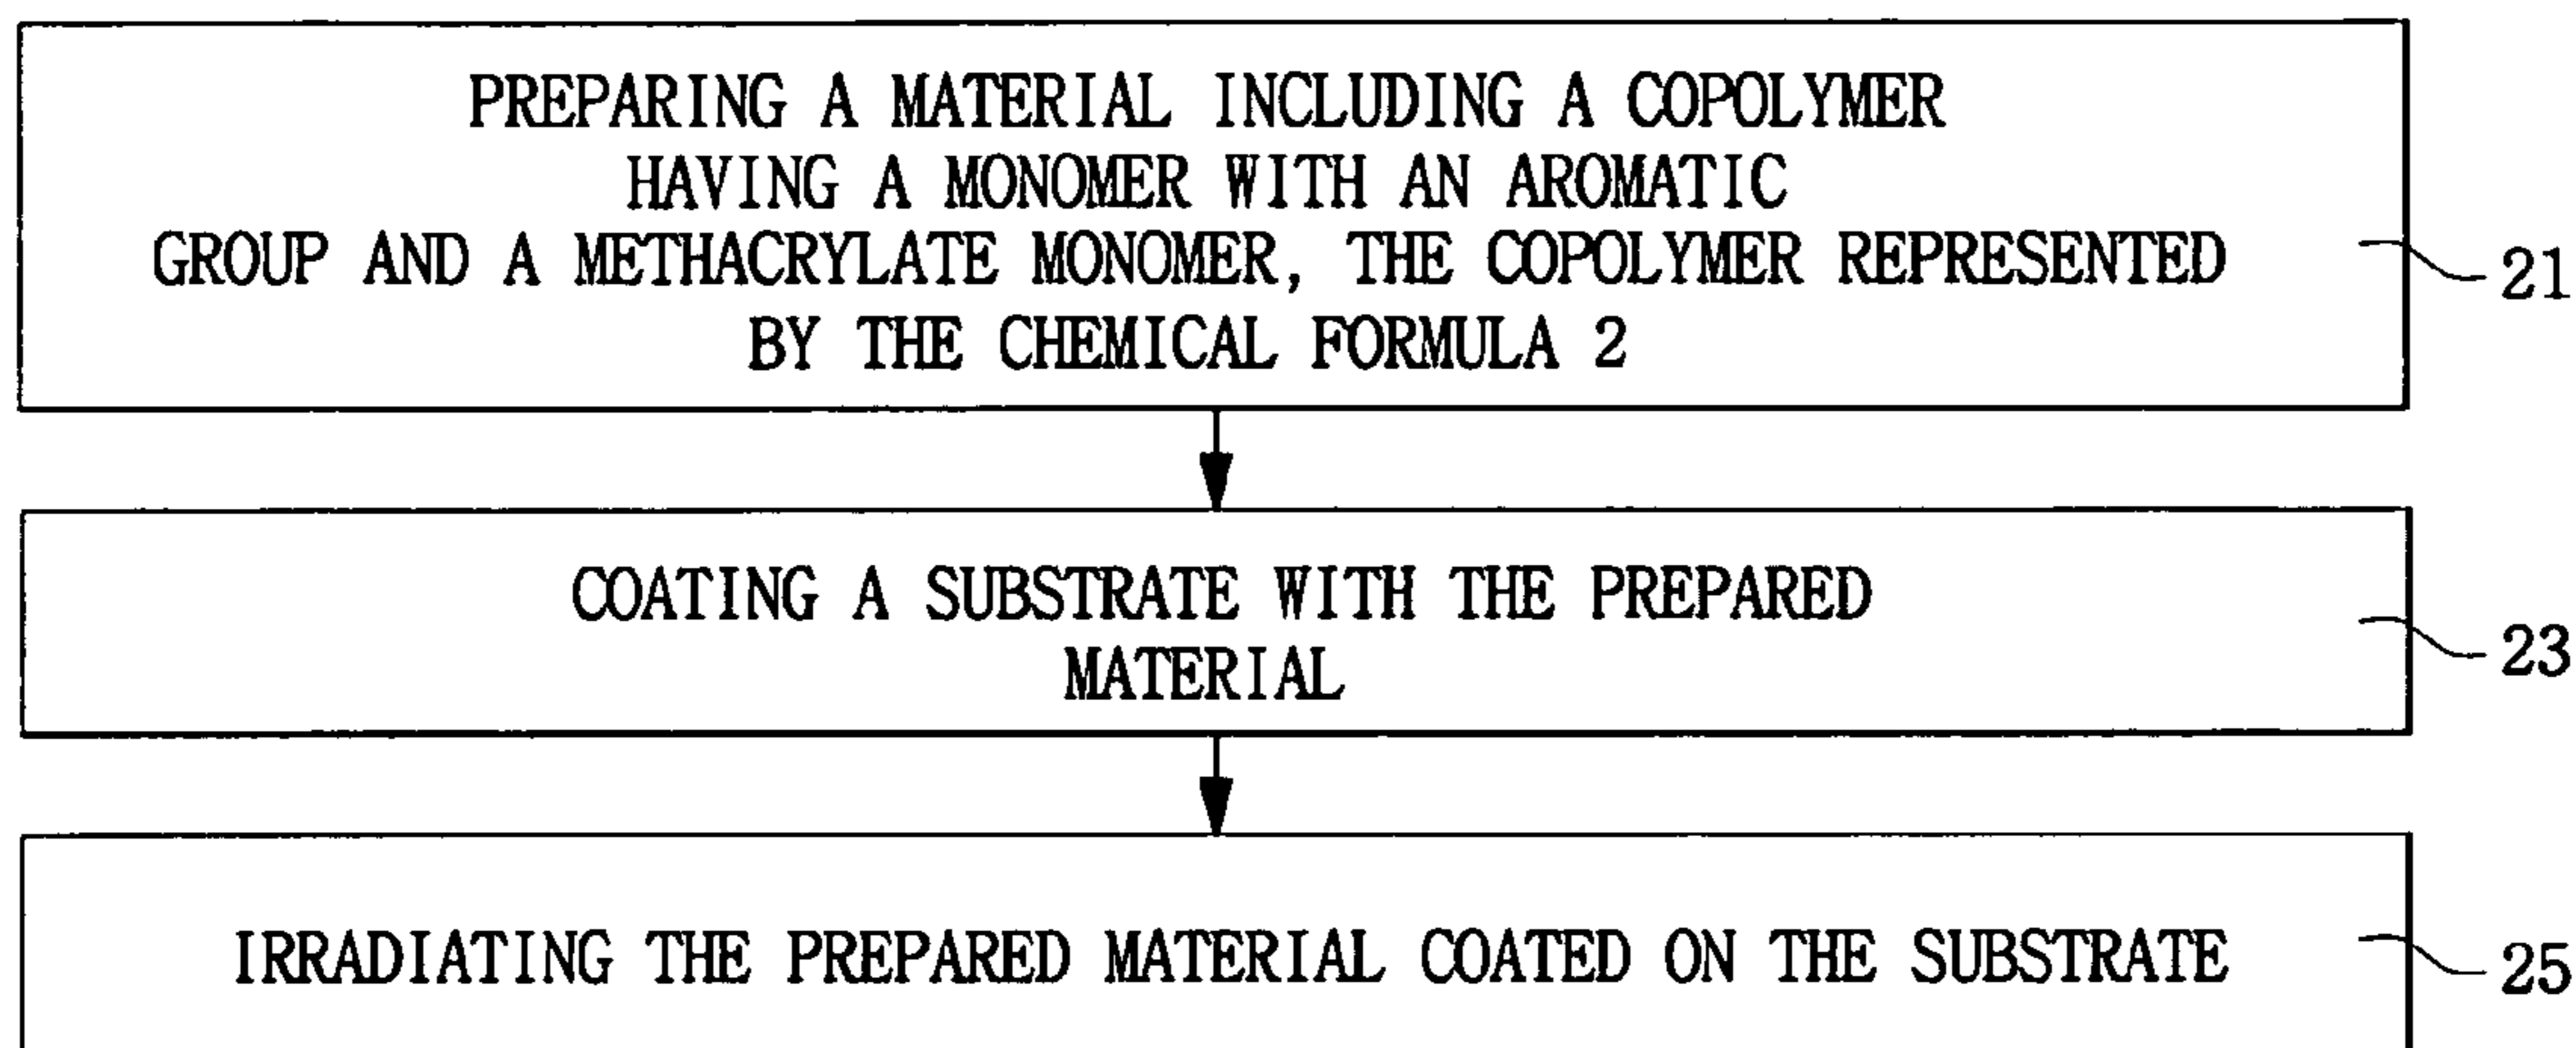 PREPARING A MATERIAL INCLUDING A COPOLYMER
HAVING A MONOMER WITH AN AROMATIC
GROUP AND A METHACRYLATE MONOMER, THE COPOLYMER REPRESENTED
BY THE CHEMICAL FORMULA 2
21
COATING A SUBSTRATE WITH THE PREPARED
MATERIAL
23
IRRADIATING THE PREPARED MATERIAL COATED ON THE SUBSTRATE
25